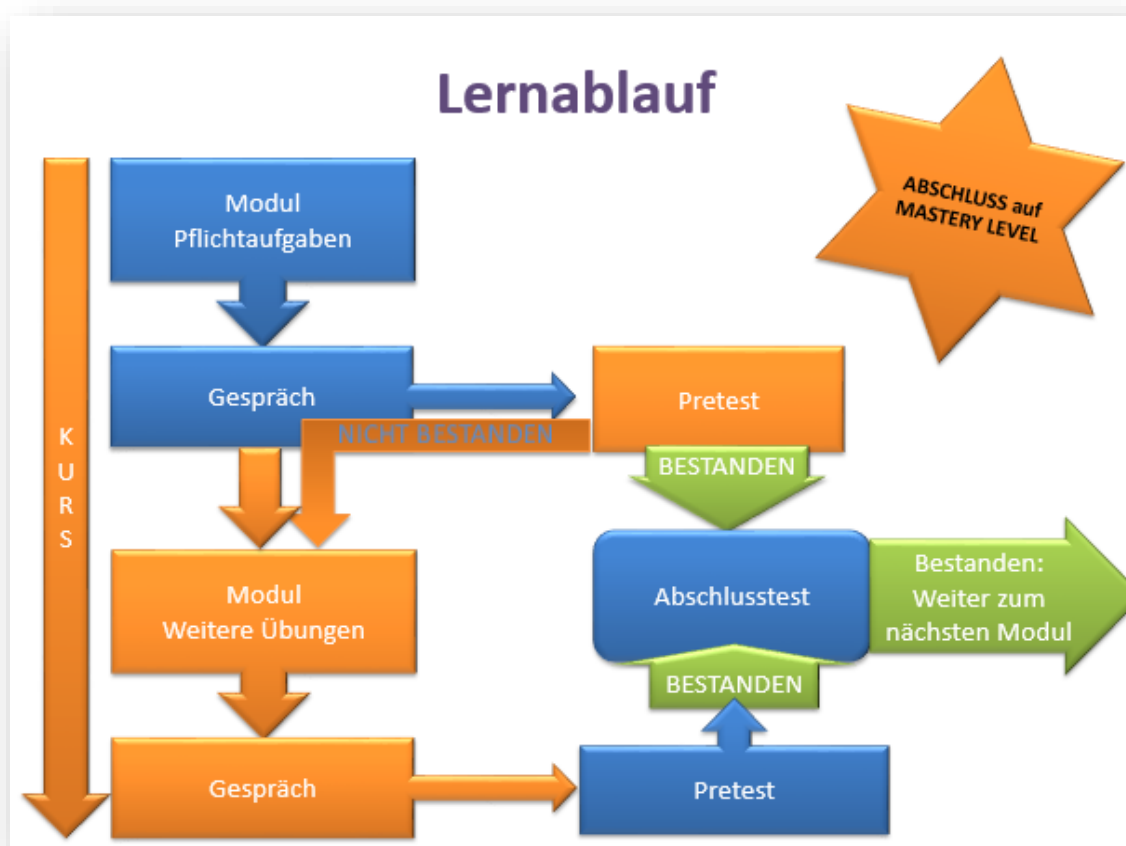 Lernablauf
ABSCHLUSS auf
MASTERY LEVEL
Modul
Pflichtaufgaben
KURS
Gespräch
Pretest
NICHT BESTANDEN
BESTANDEN
Modul
Weitere Übungen
Abschlusstest
Bestanden:
Weiter zum
nächsten Modul
BESTANDEN
Gespräch
Pretest